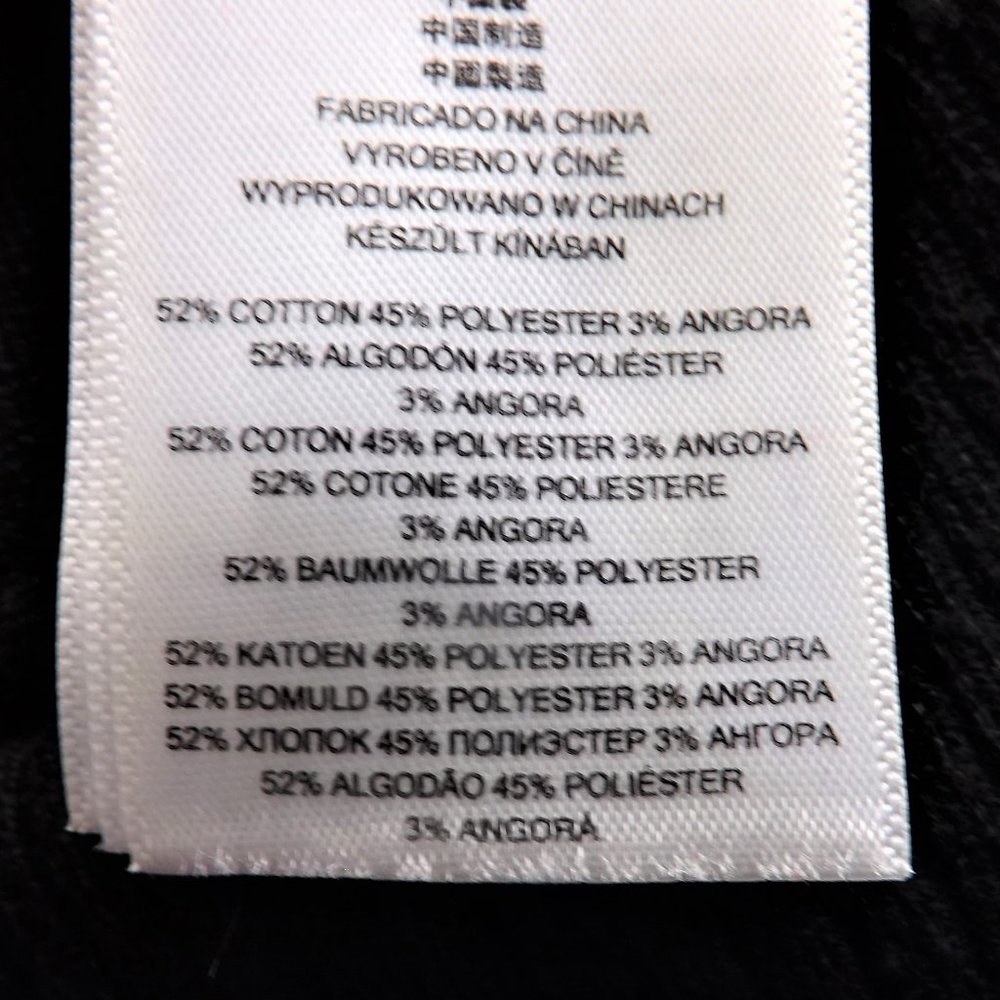 中国制造
中國製造
FABRICADO NA CHINA
VYROBENO V ČÍNĚ
WYPRODUKOWANO W CHINACH
KÉSZÜLT KÍNÁBAN
52% COTTON 45% POLYESTER 3% ANGORA
52% ALGODÓN 45% POLIÉSTER
3% ANGORA
52% COTON 45% POLYESTER 3% ANGORA
52% COTONE 45% POLIESTERE
3% ANGORA
52% BAUMWOLLE 45% POLYESTER
3% ANGORA
52% KATOEN 45% POLYESTER 3% ANGORA
52% BOMULD 45% POLYESTER 3% ANGORA
52% ХЛОПОК 45% ПОЛИЭСТЕР 3% АНГОРА
52% ALGODÃO 45% POLIÉSTER
3% ANGORÁ